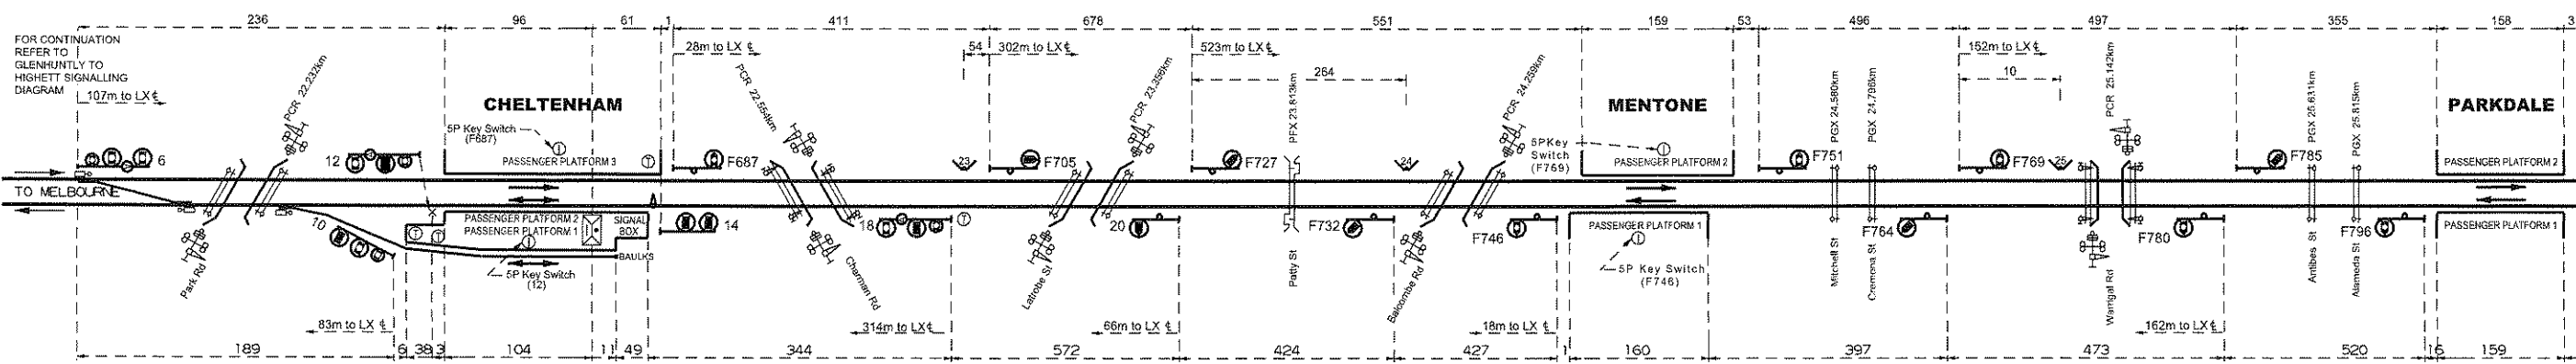 236
96
61
1
411
678
551
159
53
496
497
355
158
3
FOR CONTINUATION
REFER TO
GLENHUNTLY TO
HIGHETT SIGNALLING
DIAGRAM
107m to LX ℄
28m to LX ℄
54
302m to LX ℄
523m to LX ℄
264
152m to LX ℄
10
PCR 22.232km
PCR 22.554km
PCR 23.356km
PFX 23.813km
PCR 24.259km
PGX 24.580km
PGX 24.796km
PCR 25.142km
PGX 25.631km
PGX 25.815km
CHELTENHAM
MENTONE
PARKDALE
5P Key Switch
(F687)
5P Key
Switch
(F769)
6
12
PASSENGER PLATFORM 3
T
F687
23
F705
F727
24
PASSENGER PLATFORM 2
F751
F769
25
F785
PASSENGER PLATFORM 2
TO MELBOURNE
10
T
T
PASSENGER PLATFORM 2
PASSENGER PLATFORM 1
SIGNAL
BOX
BAULKS
14
18
T
20
F732
F746
PASSENGER PLATFORM 1
F764
F780
F796
PASSENGER PLATFORM 1
5P Key Switch
(12)
5P Key Switch
(F746)
Park Rd
Charman Rd
Latrobe St
Potty St
Balcombe Rd
Mitchell St
Cremona St
Warrigal Rd
Antibes St
Alameda St
83m to LX ℄
314m to LX ℄
66m to LX ℄
18m to LX ℄
162m to LX ℄
189
6
38
3
104
11
49
344
572
424
427
160
397
473
520
159